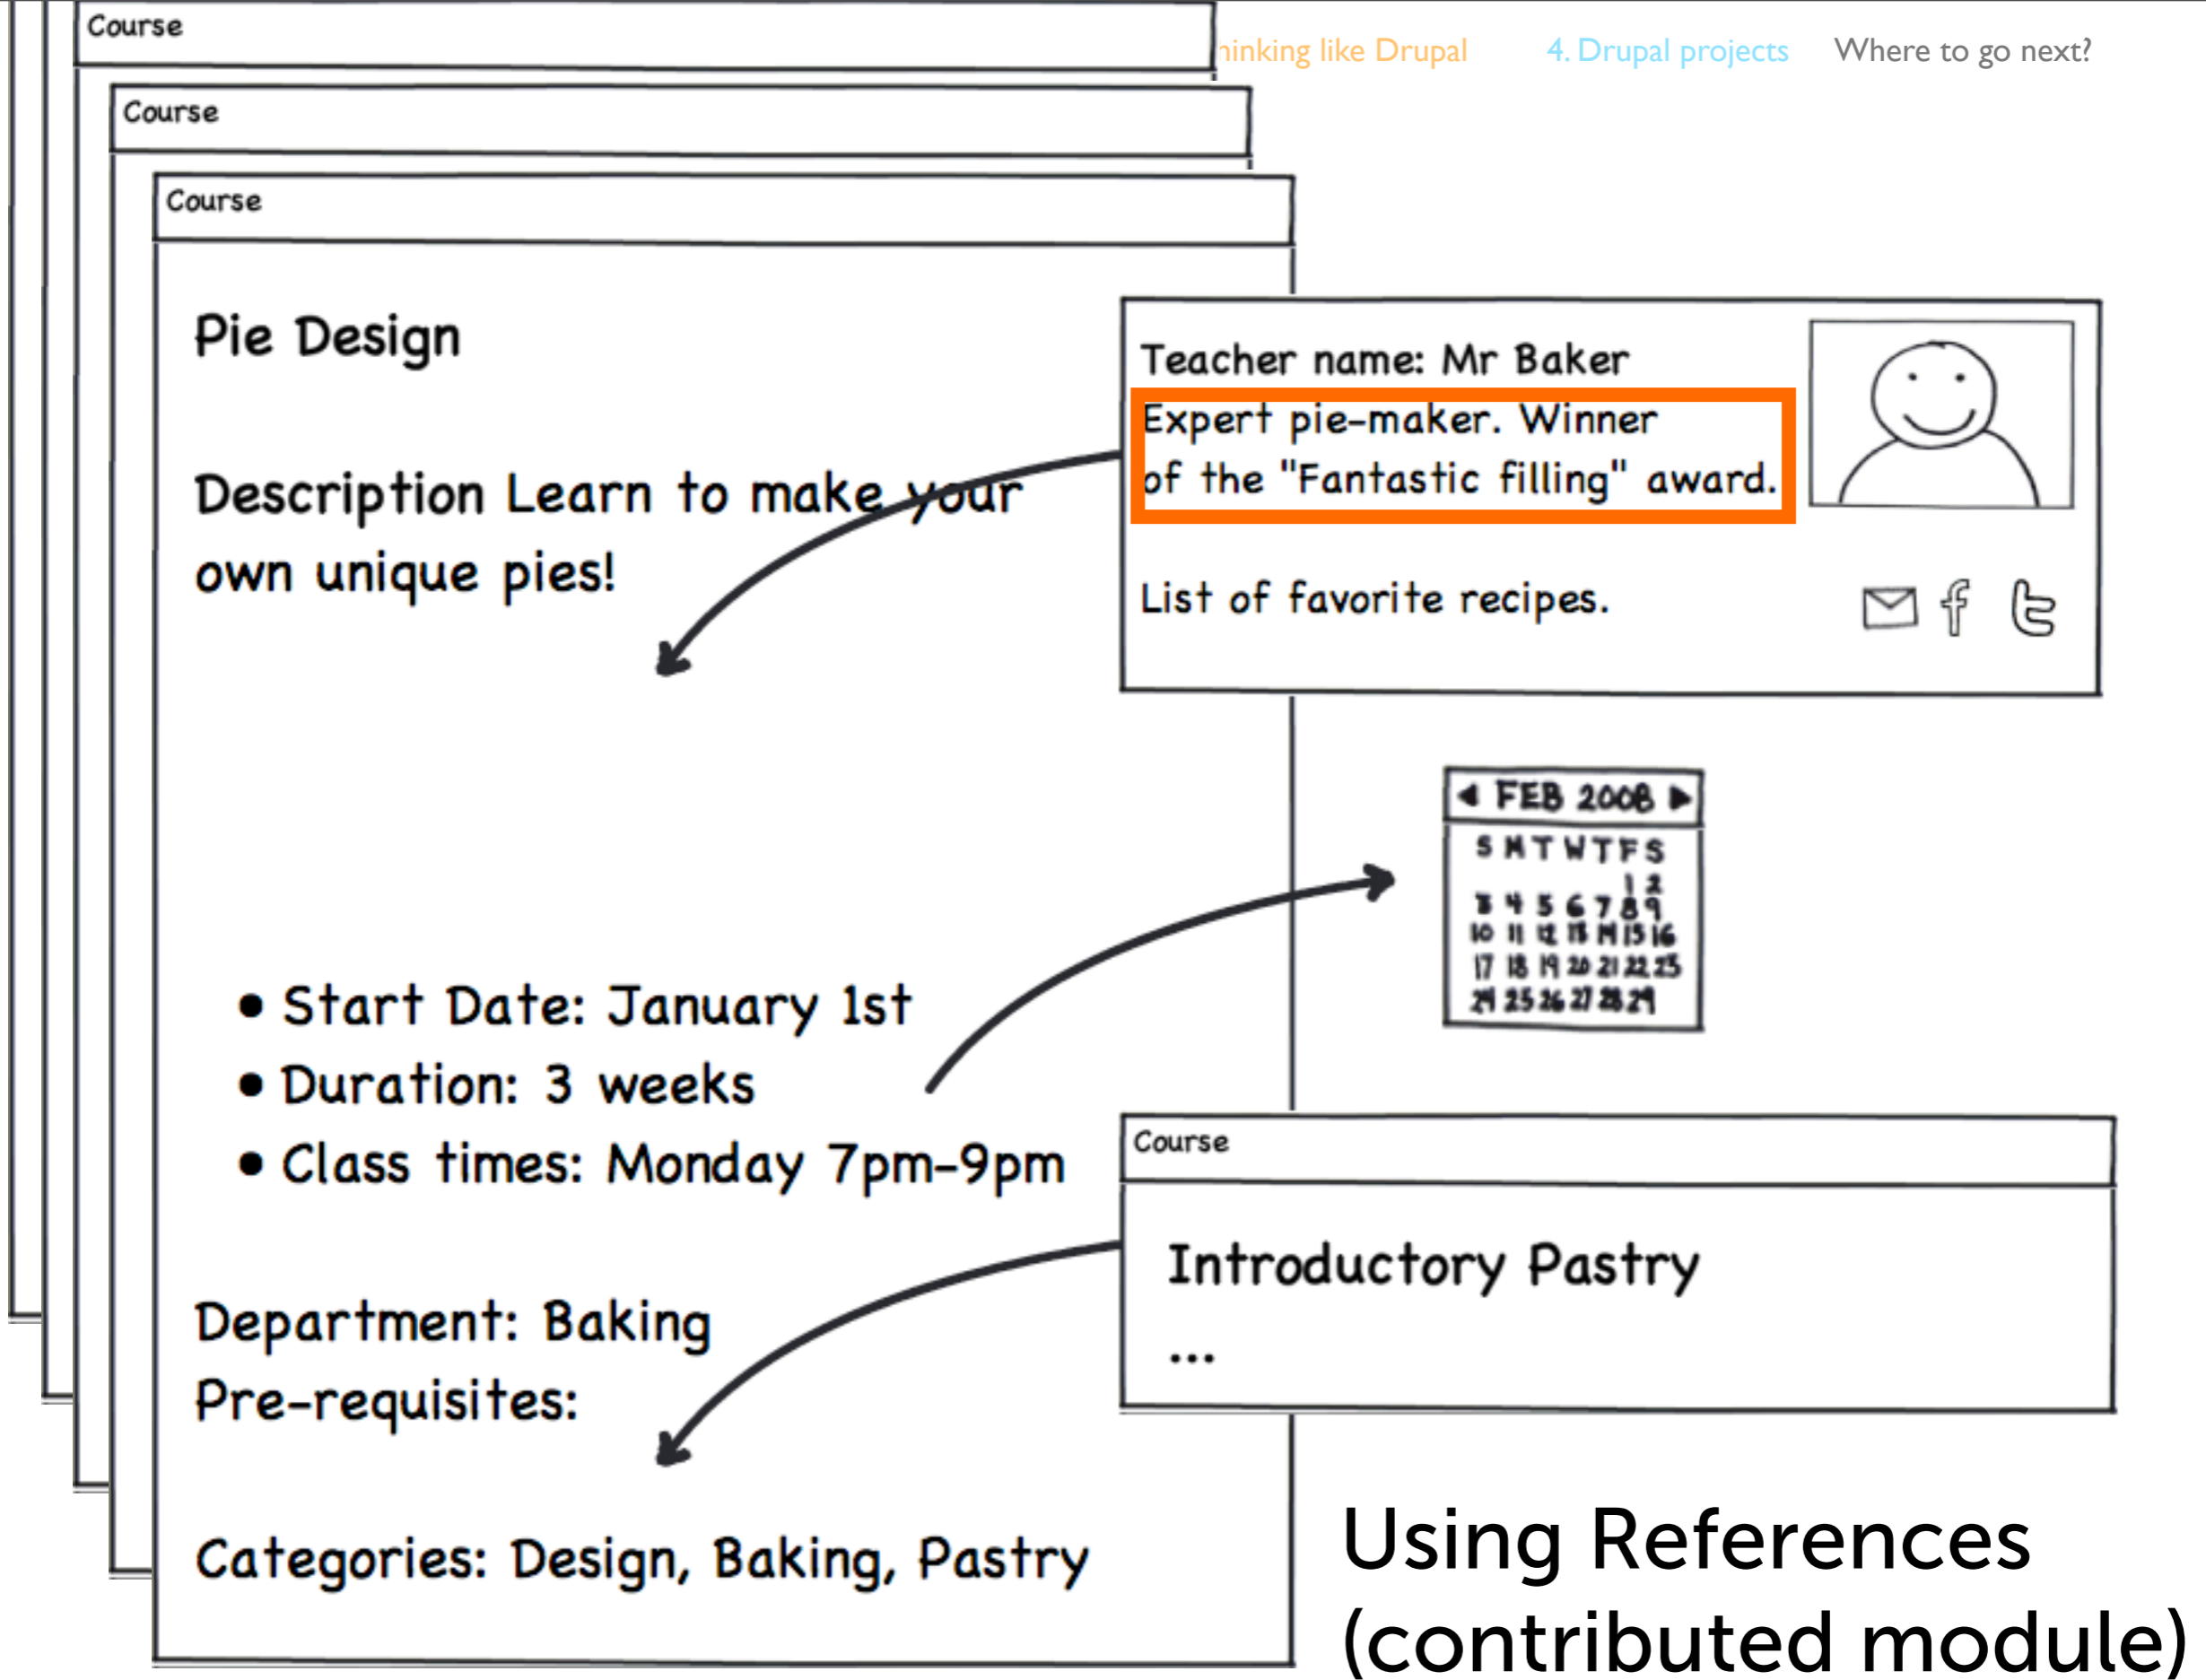 Course
hinking like Drupal
4. Drupal projects
Where to go next?
Course
Course
Pie Design
Description Learn to make your
own unique pies!
Teacher name: Mr Baker
Expert pie-maker. Winner
of the "Fantastic filling" award.
List of favorite recipes.
FEB 2008
S M T W T F S
1 2
3 4 5 6 7 8 9
10 11 12 13 14 15 16
17 18 19 20 21 22 23
24 25 26 27 28 29
• Start Date: January 1st
• Duration: 3 weeks
• Class times: Monday 7pm-9pm
Department: Baking
Pre-requisites:
Categories: Design, Baking, Pastry
Course
Introductory Pastry
...
Using References
(contributed module)